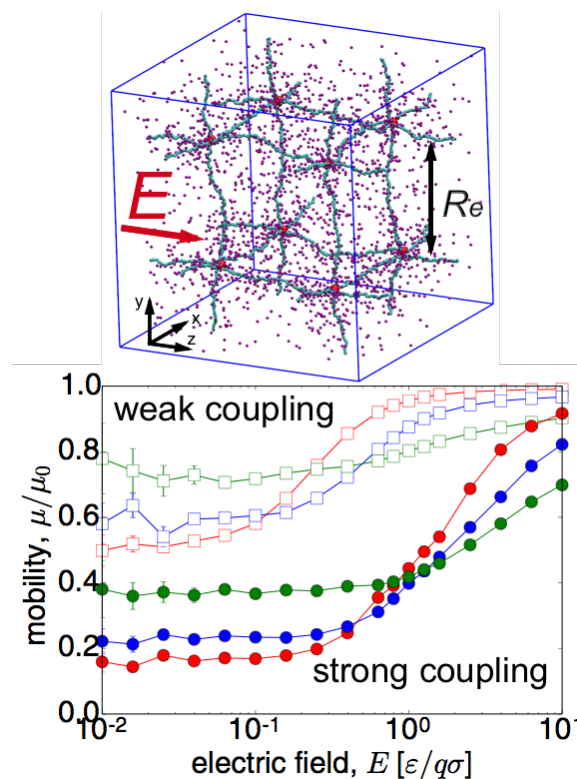 E
Re
y
x
z
1.0
weak coupling
0.8
0.6
0.4
0.2
strong coupling
0.0
10⁻² 10⁻¹ 10⁰ 10¹
mobility, μ/μ₀
electric field, E [ε/qσ]